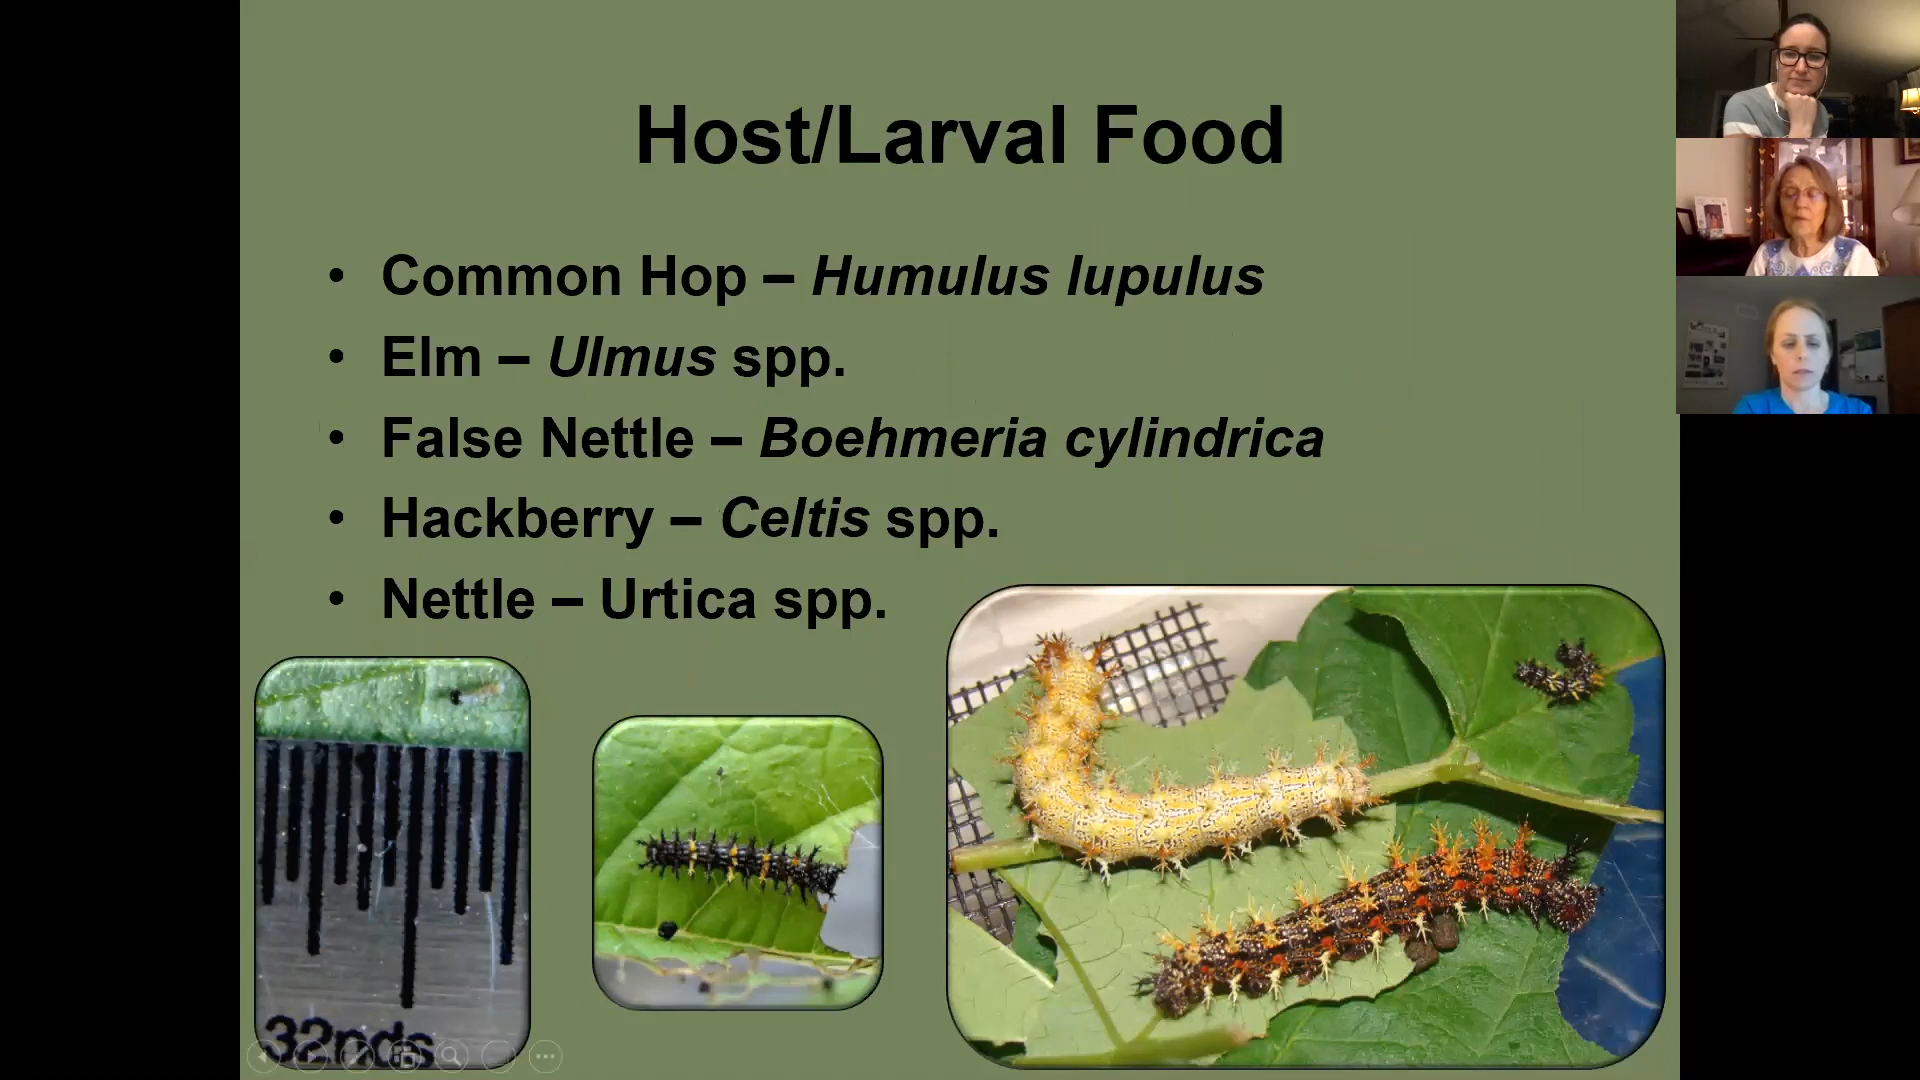 Host/Larval Food
• Common Hop – Humulus lupulus
• Elm – Ulmus spp.
• False Nettle – Boehmeria cylindrica
• Hackberry – Celtis spp.
• Nettle – Urtica spp.
32nds